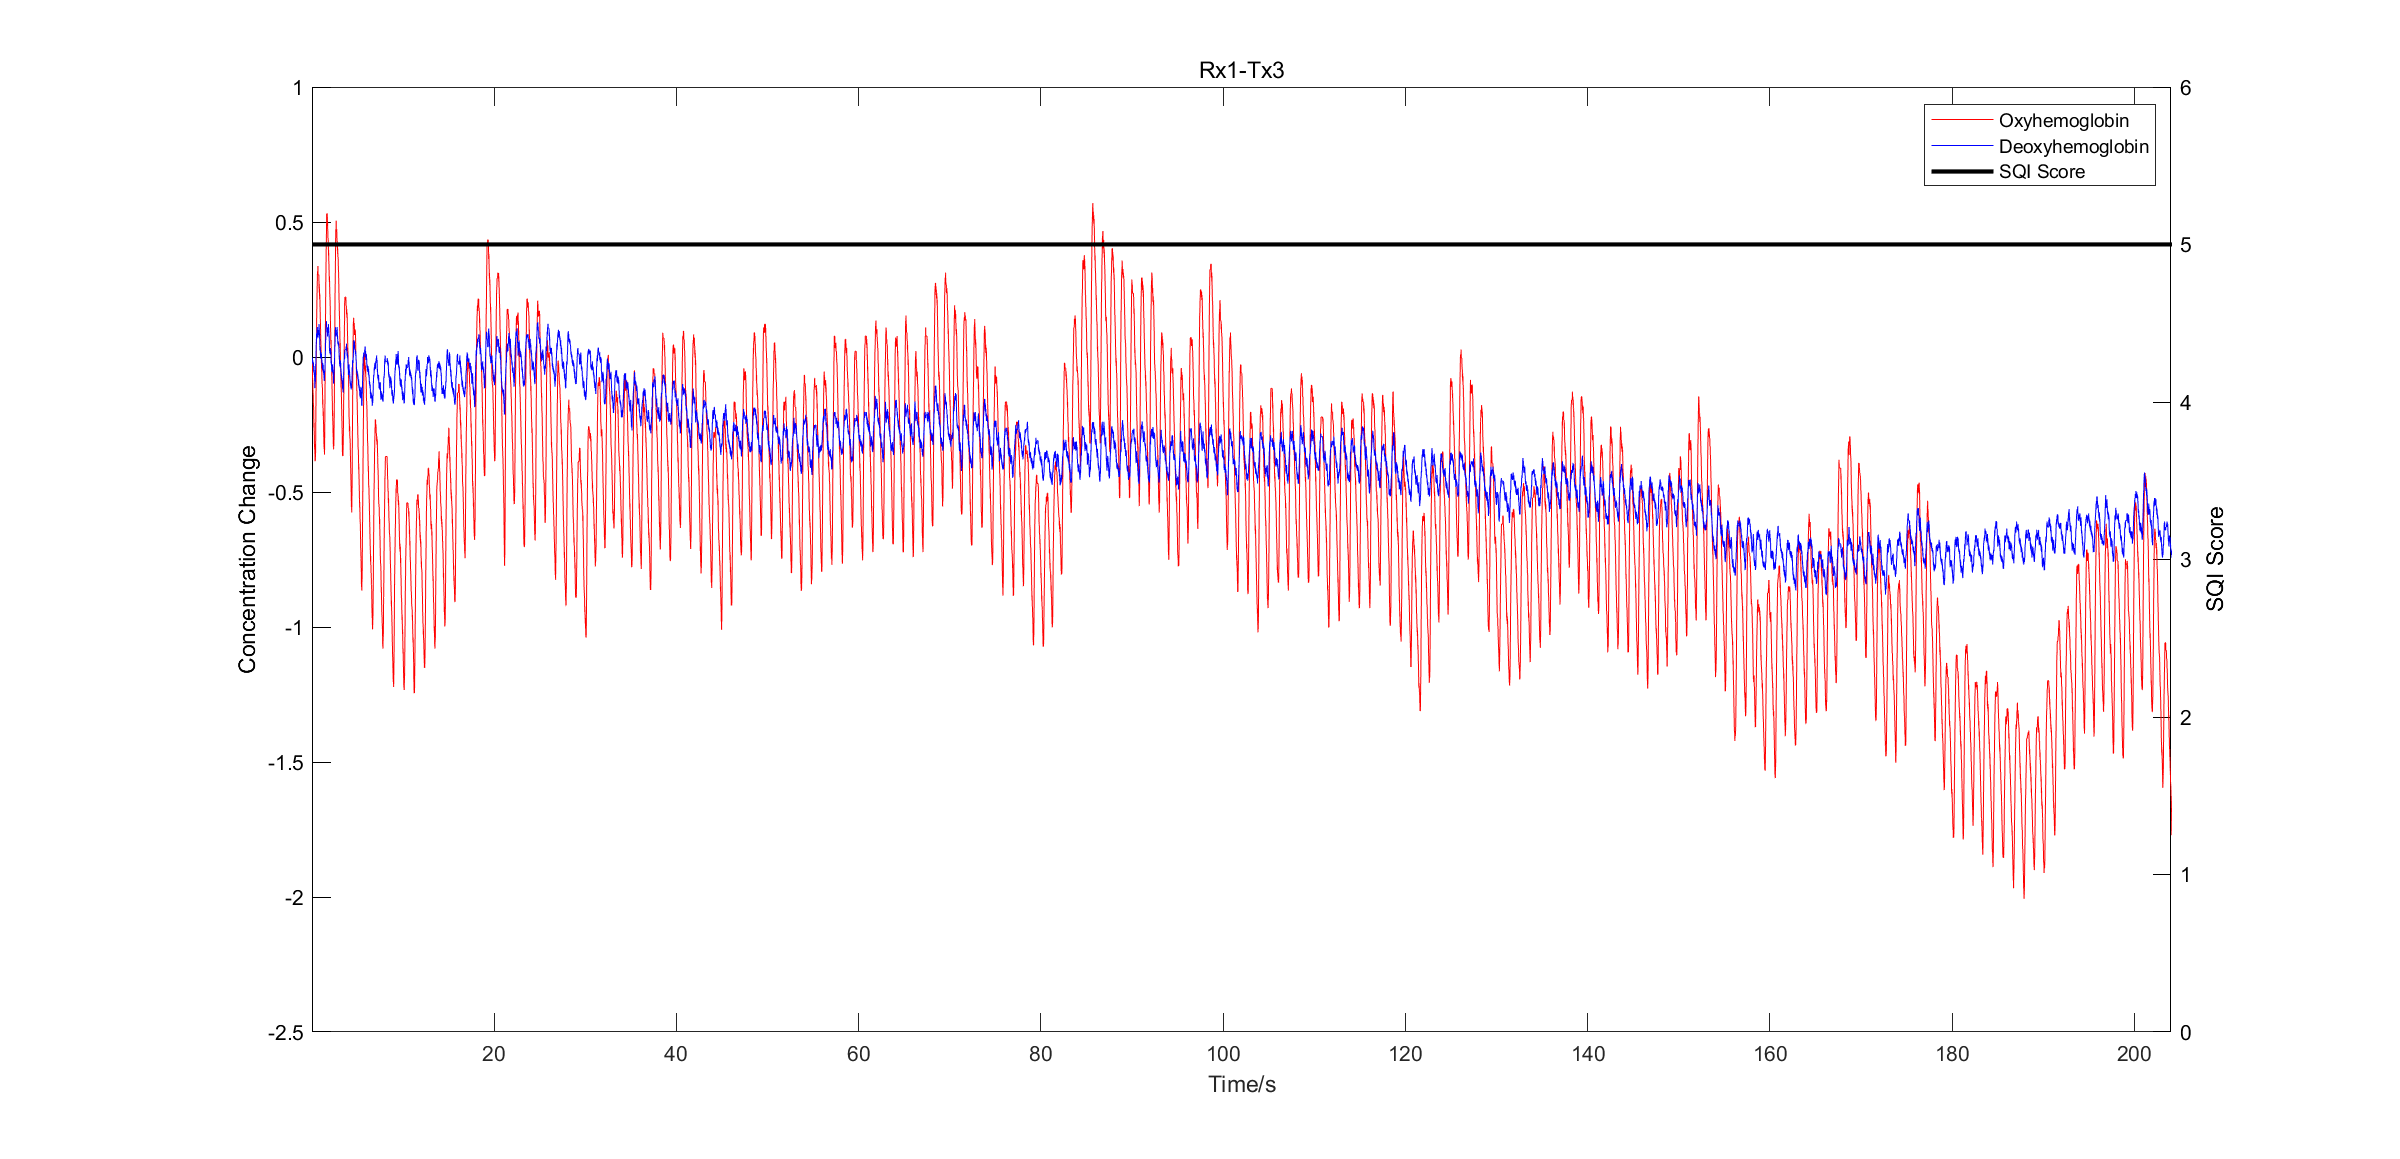 Rx1-Tx3
1
0.5
0
-0.5
-1
-1.5
-2
-2.5
Concentration Change
6
5
4
3
2
1
0
SQI Score
Oxyhemoglobin
Deoxyhemoglobin
SQI Score
20 40 60 80 100 120 140 160 180 200
Time/s